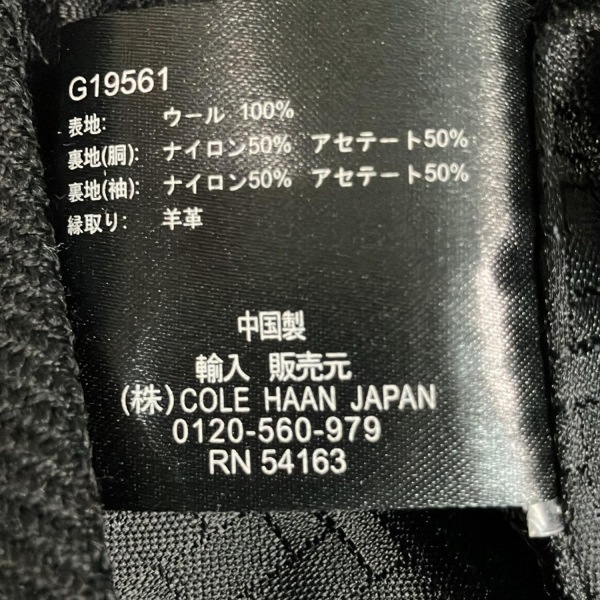 G19561
表地: ウール 100%
裏地(胴): ナイロン50% アセテート50%
裏地(袖): ナイロン50% アセテート50%
縁取り: 羊革
中国製
輸入 販売元
(株)COLE HAAN JAPAN
0120-560-979
RN 54163